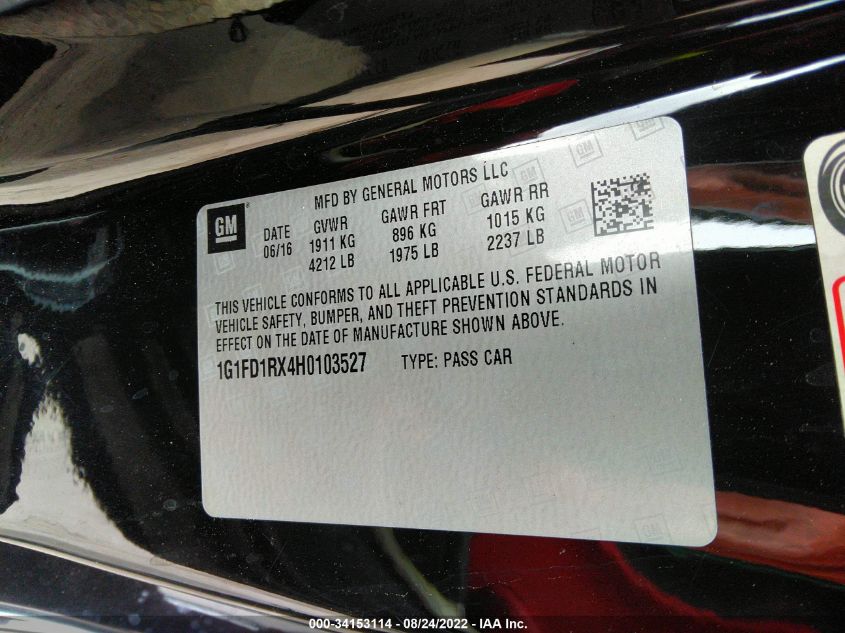 GM
MFD BY GENERAL MOTORS LLC
DATE GVWR GAWR FRT GAWR RR
06/16 1911 KG 896 KG 1015 KG
4212 LB 1975 LB 2237 LB
THIS VEHICLE CONFORMS TO ALL APPLICABLE U.S. FEDERAL MOTOR
VEHICLE SAFETY, BUMPER, AND THEFT PREVENTION STANDARDS IN
EFFECT ON THE DATE OF MANUFACTURE SHOWN ABOVE.
1G1FD1RX4H0103527 TYPE: PASS CAR
000-34153114 - 08/24/2022 - IAA Inc.